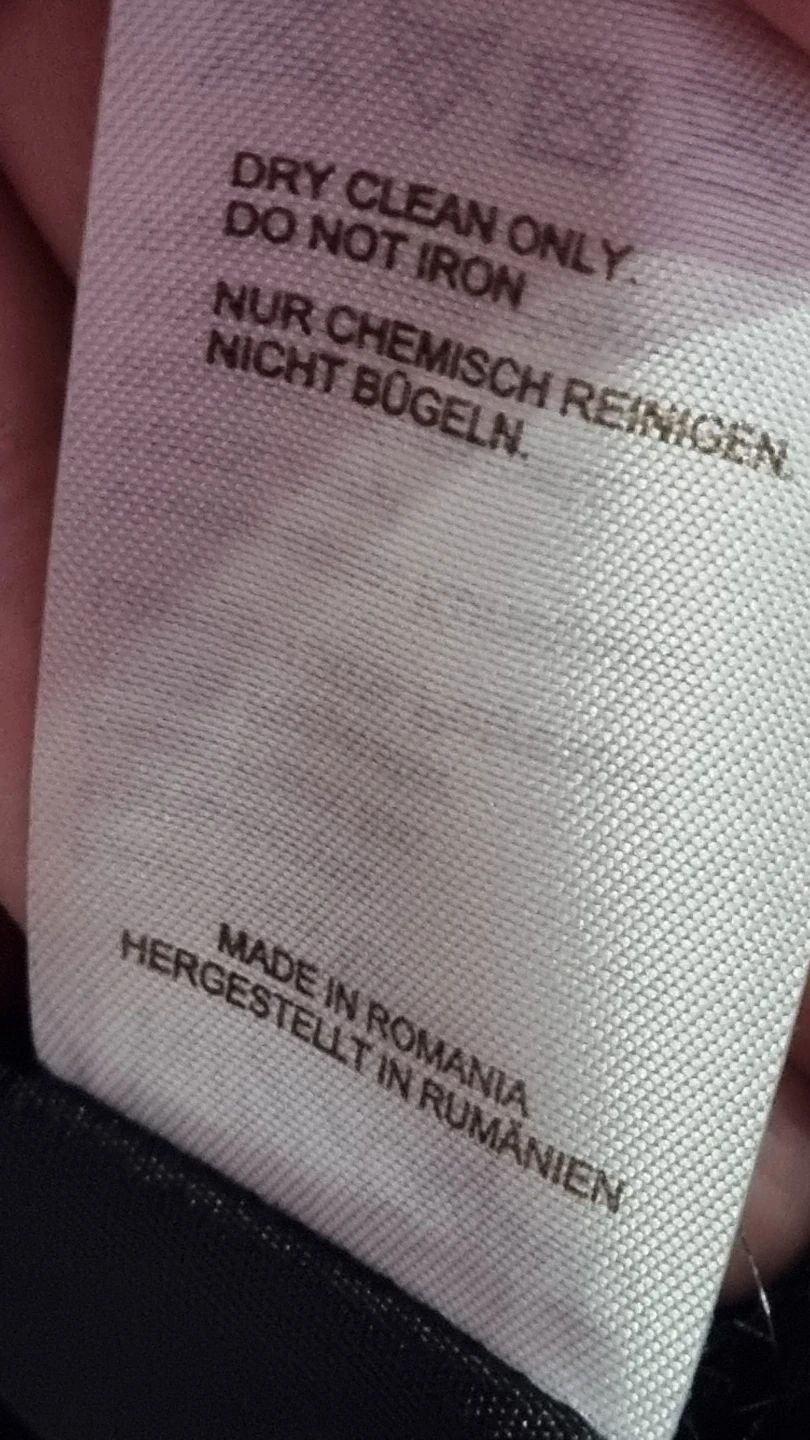 DRY CLEAN ONLY.
DO NOT IRON
NUR CHEMISCH REINIGEN.
NICHT BÜGELN.
MADE IN ROMANIA
HERGESTELLT IN RUMÄNIEN